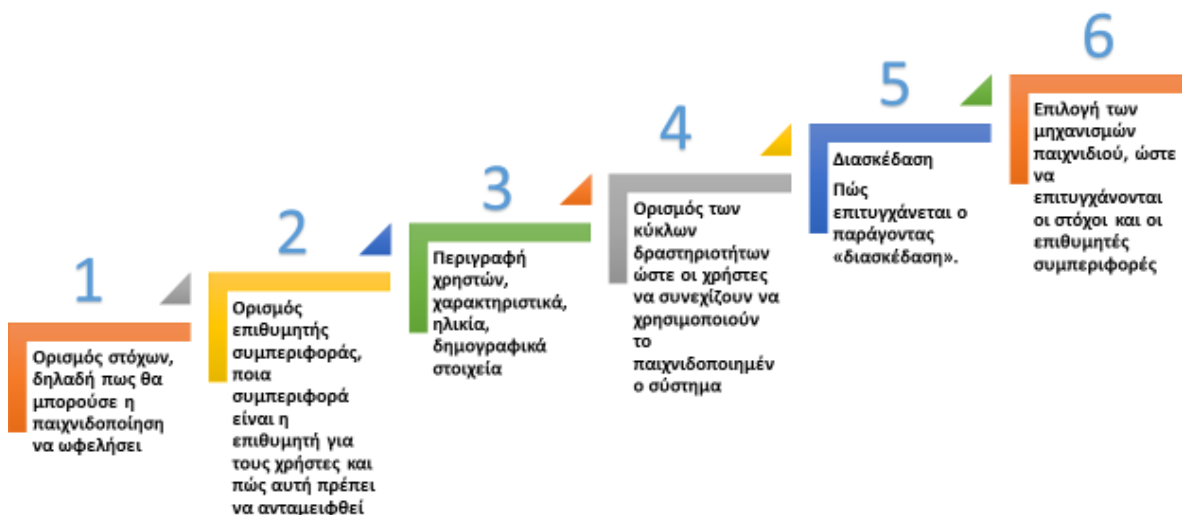 1
Ορισμός στόχων,
δηλαδή πως θα
μπορούσε η
παιχνιδοποίηση
να ωφελήσει
2
Ορισμός
επιθυμητής
συμπεριφοράς,
ποια
συμπεριφορά
είναι η
επιθυμητή για
τους χρήστες και
πώς αυτή πρέπει
να ανταμειφθεί
3
Περιγραφή
χρηστών,
χαρακτηριστικά,
ηλικία,
δημογραφικά
στοιχεία
4
Ορισμός των
κύκλων
δραστηριοτήτων
ώστε οι χρήστες
να συνεχίζουν να
χρησιμοποιούν
το
παιχνιδοποιημέν
ο σύστημα
5
Διασκέδαση
Πώς
επιτυγχάνεται ο
παράγοντας
«διασκέδαση».
6
Επιλογή των
μηχανισμών
παιχνιδιού, ώστε
να
επιτυγχάνονται
οι στόχοι και οι
επιθυμητές
συμπεριφορές